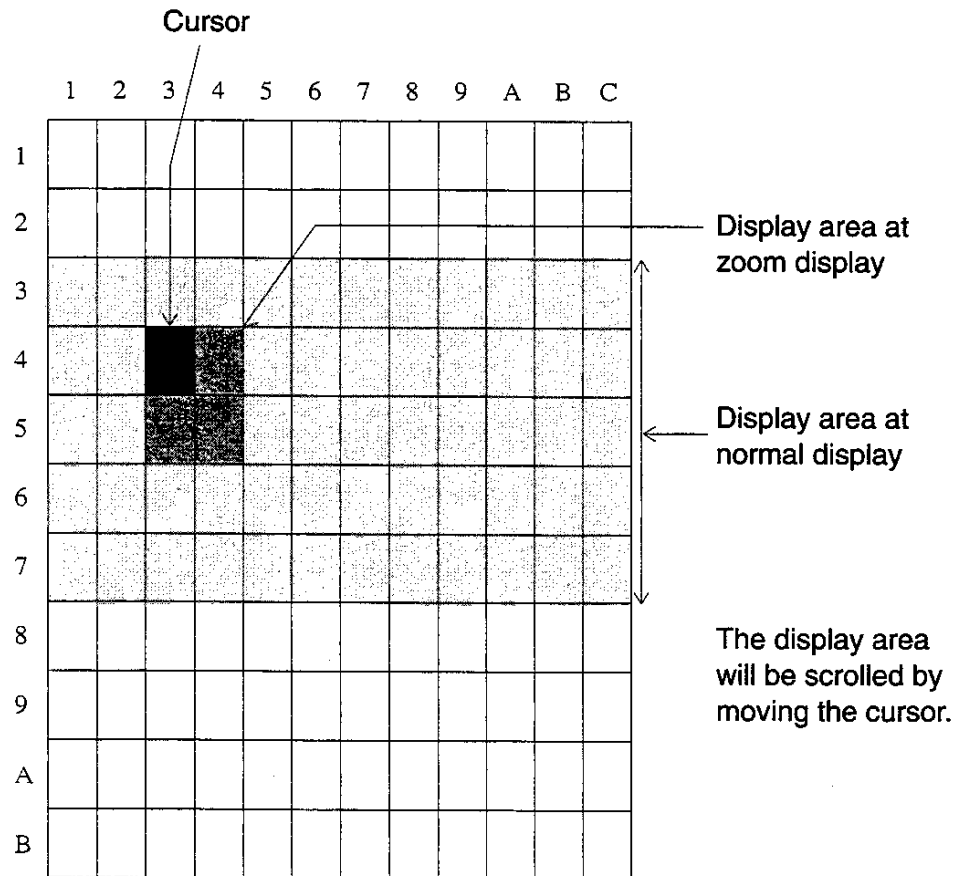 Cursor
1 2 3 4 5 6 7 8 9 A B C
1
2
Display area at
zoom display
3
4
5
Display area at
normal display
6
7
8
The display area
will be scrolled by
moving the cursor.
9
A
B